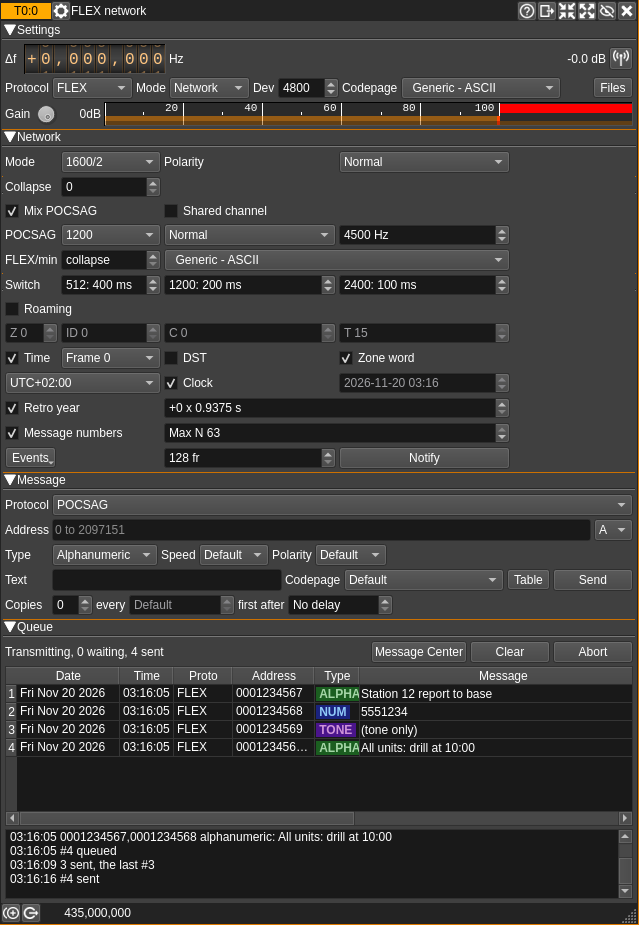 T0:0 FLEX network
Settings
Δf +0,000,000 Hz -0.0 dB
Protocol FLEX Mode Network Dev 4800 Codepage Generic - ASCII Files
Gain 0dB 20 40 60 80 100
Network
Mode 1600/2 Polarity Normal
Collapse 0
Mix POCSAG Shared channel
POCSAG 1200 Normal 4500 Hz
FLEX/min collapse Generic - ASCII
Switch 512: 400 ms 1200: 200 ms 2400: 100 ms
Roaming
Z 0 ID 0 C 0 T 15
Time Frame 0 DST Zone word
UTC+02:00 Clock 2026-11-20 03:16
Retro year +0 x 0.9375 s
Message numbers Max N 63
Events 128 fr Notify
Message
Protocol POCSAG
Address 0 to 2097151 A
Type Alphanumeric Speed Default Polarity Default
Text Codepage Default Table Send
Copies 0 every Default first after No delay
Queue
Transmitting, 0 waiting, 4 sent Message Center Clear Abort
Date Time Proto Address Type Message
1 Fri Nov 20 2026 03:16:05 FLEX 0001234567 ALPHA Station 12 report to base
2 Fri Nov 20 2026 03:16:05 FLEX 0001234568 NUM 5551234
3 Fri Nov 20 2026 03:16:05 FLEX 0001234569 TONE (tone only)
4 Fri Nov 20 2026 03:16:05 FLEX 000123456... ALPHA All units: drill at 10:00
03:16:05 0001234567,0001234568 alphanumeric: All units: drill at 10:00
03:16:05 #4 queued
03:16:09 3 sent, the last #3
03:16:16 #4 sent
435,000,000